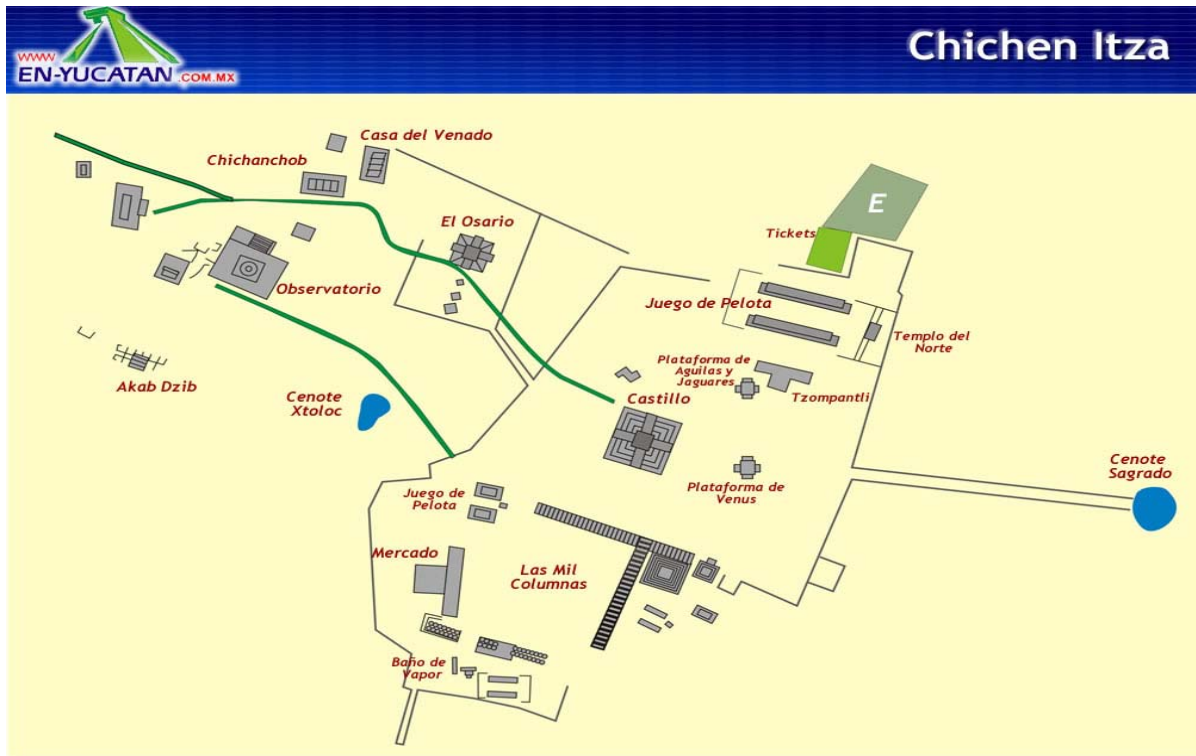 WWW
EN-YUCATAN.COM.MX
Chichen Itza
Casa del Venado
Chichanchob
El Osario
E
Tickets
Observatorio
Juego de Pelota
Templo del
Norte
Plataforma de
Aguilas y
Jaguares
Tzompantli
Akab Dzib
Cenote
Xtoloc
Castillo
Cenote
Sagrado
Plataforma de
Venus
Juego de
Pelota
Mercado
Las Mil
Columnas
Baño de
Vapor